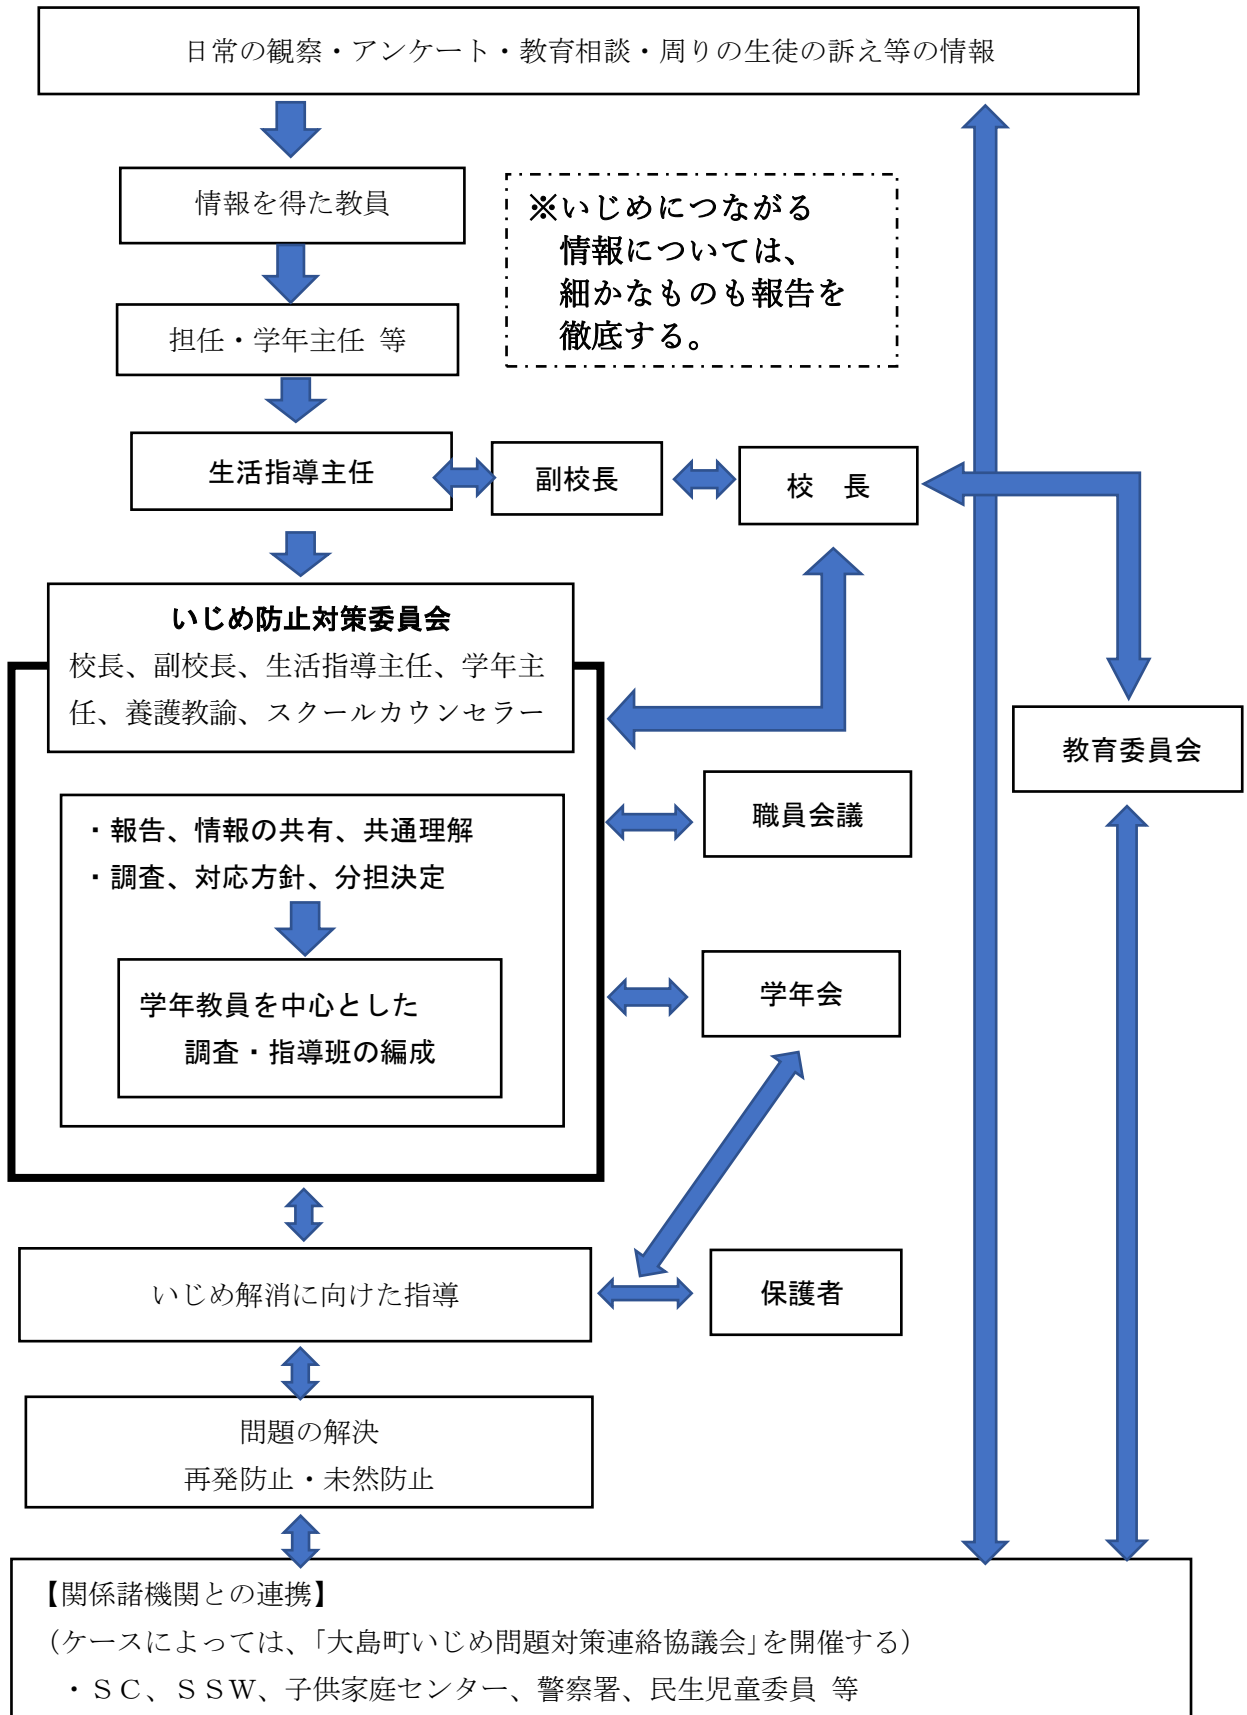 日常の観察・アンケート・教育相談・周りの生徒の訴え等の情報
情報を得た教員
※いじめにつながる
情報については、
細かなものも報告を
徹底する。
担任・学年主任 等
生活指導主任
副校長
校　長
いじめ防止対策委員会
校長、副校長、生活指導主任、学年主
任、養護教諭、スクールカウンセラー
教育委員会
・報告、情報の共有、共通理解
・調査、対応方針、分担決定
職員会議
学年教員を中心とした
調査・指導班の編成
学年会
いじめ解消に向けた指導
保護者
問題の解決
再発防止・未然防止
【関係諸機関との連携】
（ケースによっては、「大島町いじめ問題対策連絡協議会」を開催する）
・ＳＣ、ＳＳＷ、子供家庭センター、警察署、民生児童委員 等